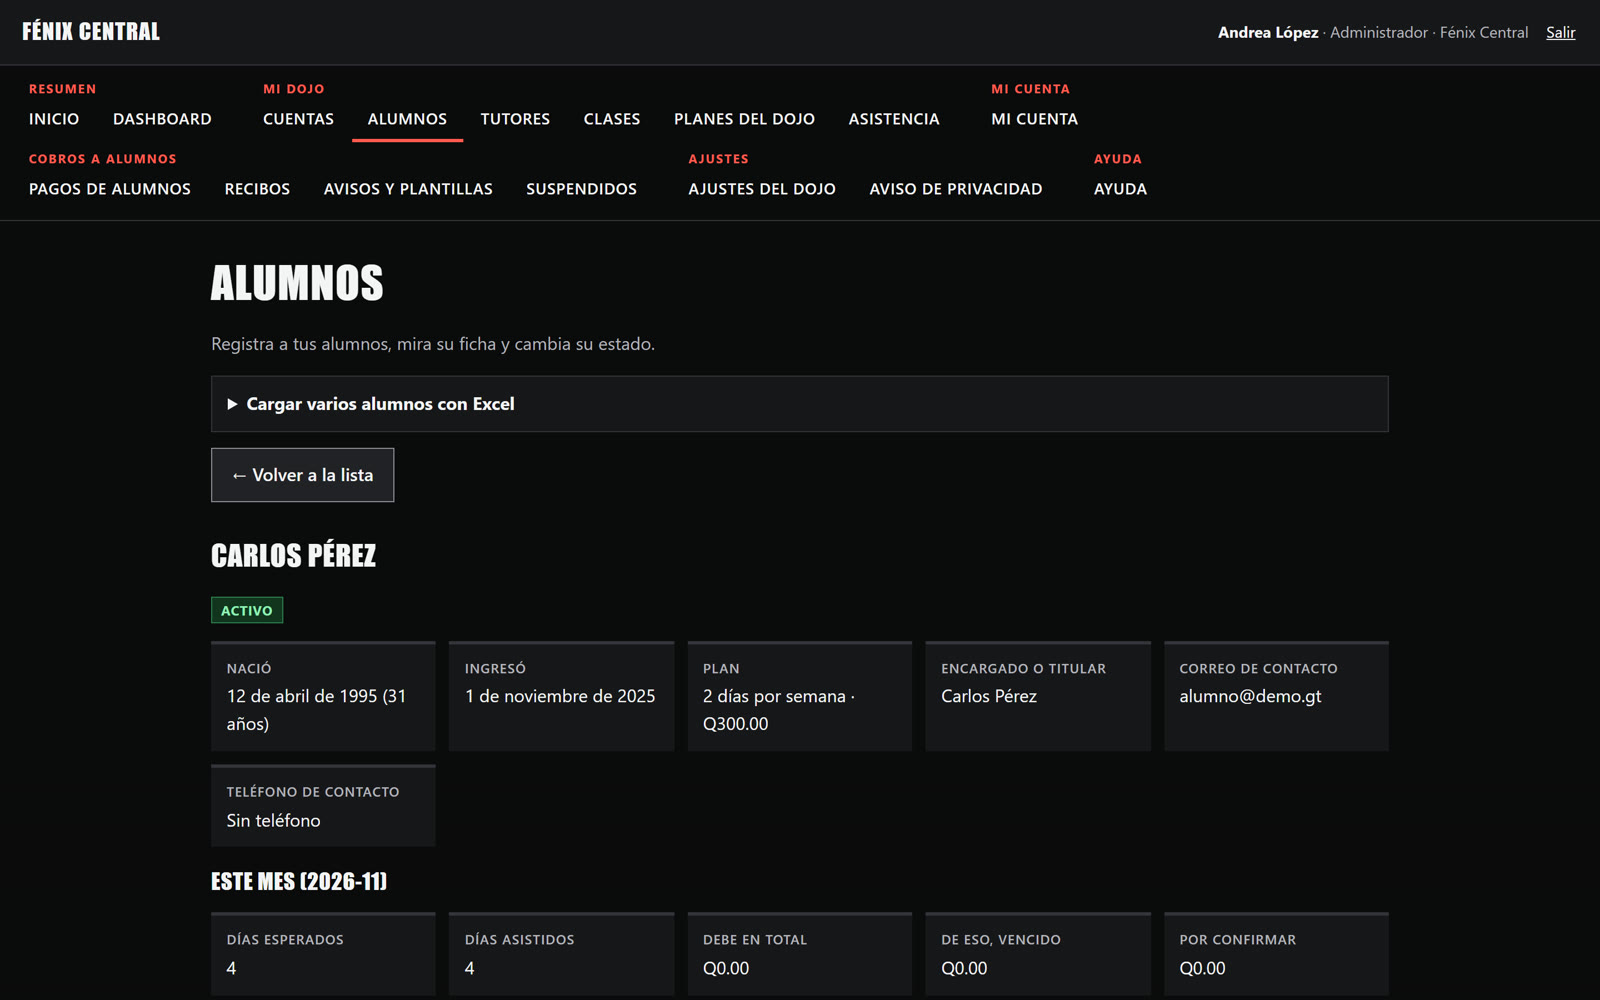 FÉNIX CENTRAL
Andrea López · Administrador · Fénix Central Salir
RESUMEN
INICIO DASHBOARD
MI DOJO
CUENTAS ALUMNOS TUTORES CLASES PLANES DEL DOJO ASISTENCIA
MI CUENTA
MI CUENTA
COBROS A ALUMNOS
PAGOS DE ALUMNOS RECIBOS AVISOS Y PLANTILLAS SUSPENDIDOS
AJUSTES
AJUSTES DEL DOJO AVISO DE PRIVACIDAD
AYUDA
AYUDA
ALUMNOS
Registra a tus alumnos, mira su ficha y cambia su estado.
▶ Cargar varios alumnos con Excel
← Volver a la lista
CARLOS PÉREZ
ACTIVO
NACIÓ
12 de abril de 1995 (31
años)
INGRESÓ
1 de noviembre de 2025
PLAN
2 días por semana ·
Q300.00
ENCARGADO O TITULAR
Carlos Pérez
CORREO DE CONTACTO
alumno@demo.gt
TELÉFONO DE CONTACTO
Sin teléfono
ESTE MES (2026-11)
DÍAS ESPERADOS
4
DÍAS ASISTIDOS
4
DEBE EN TOTAL
Q0.00
DE ESO, VENCIDO
Q0.00
POR CONFIRMAR
Q0.00